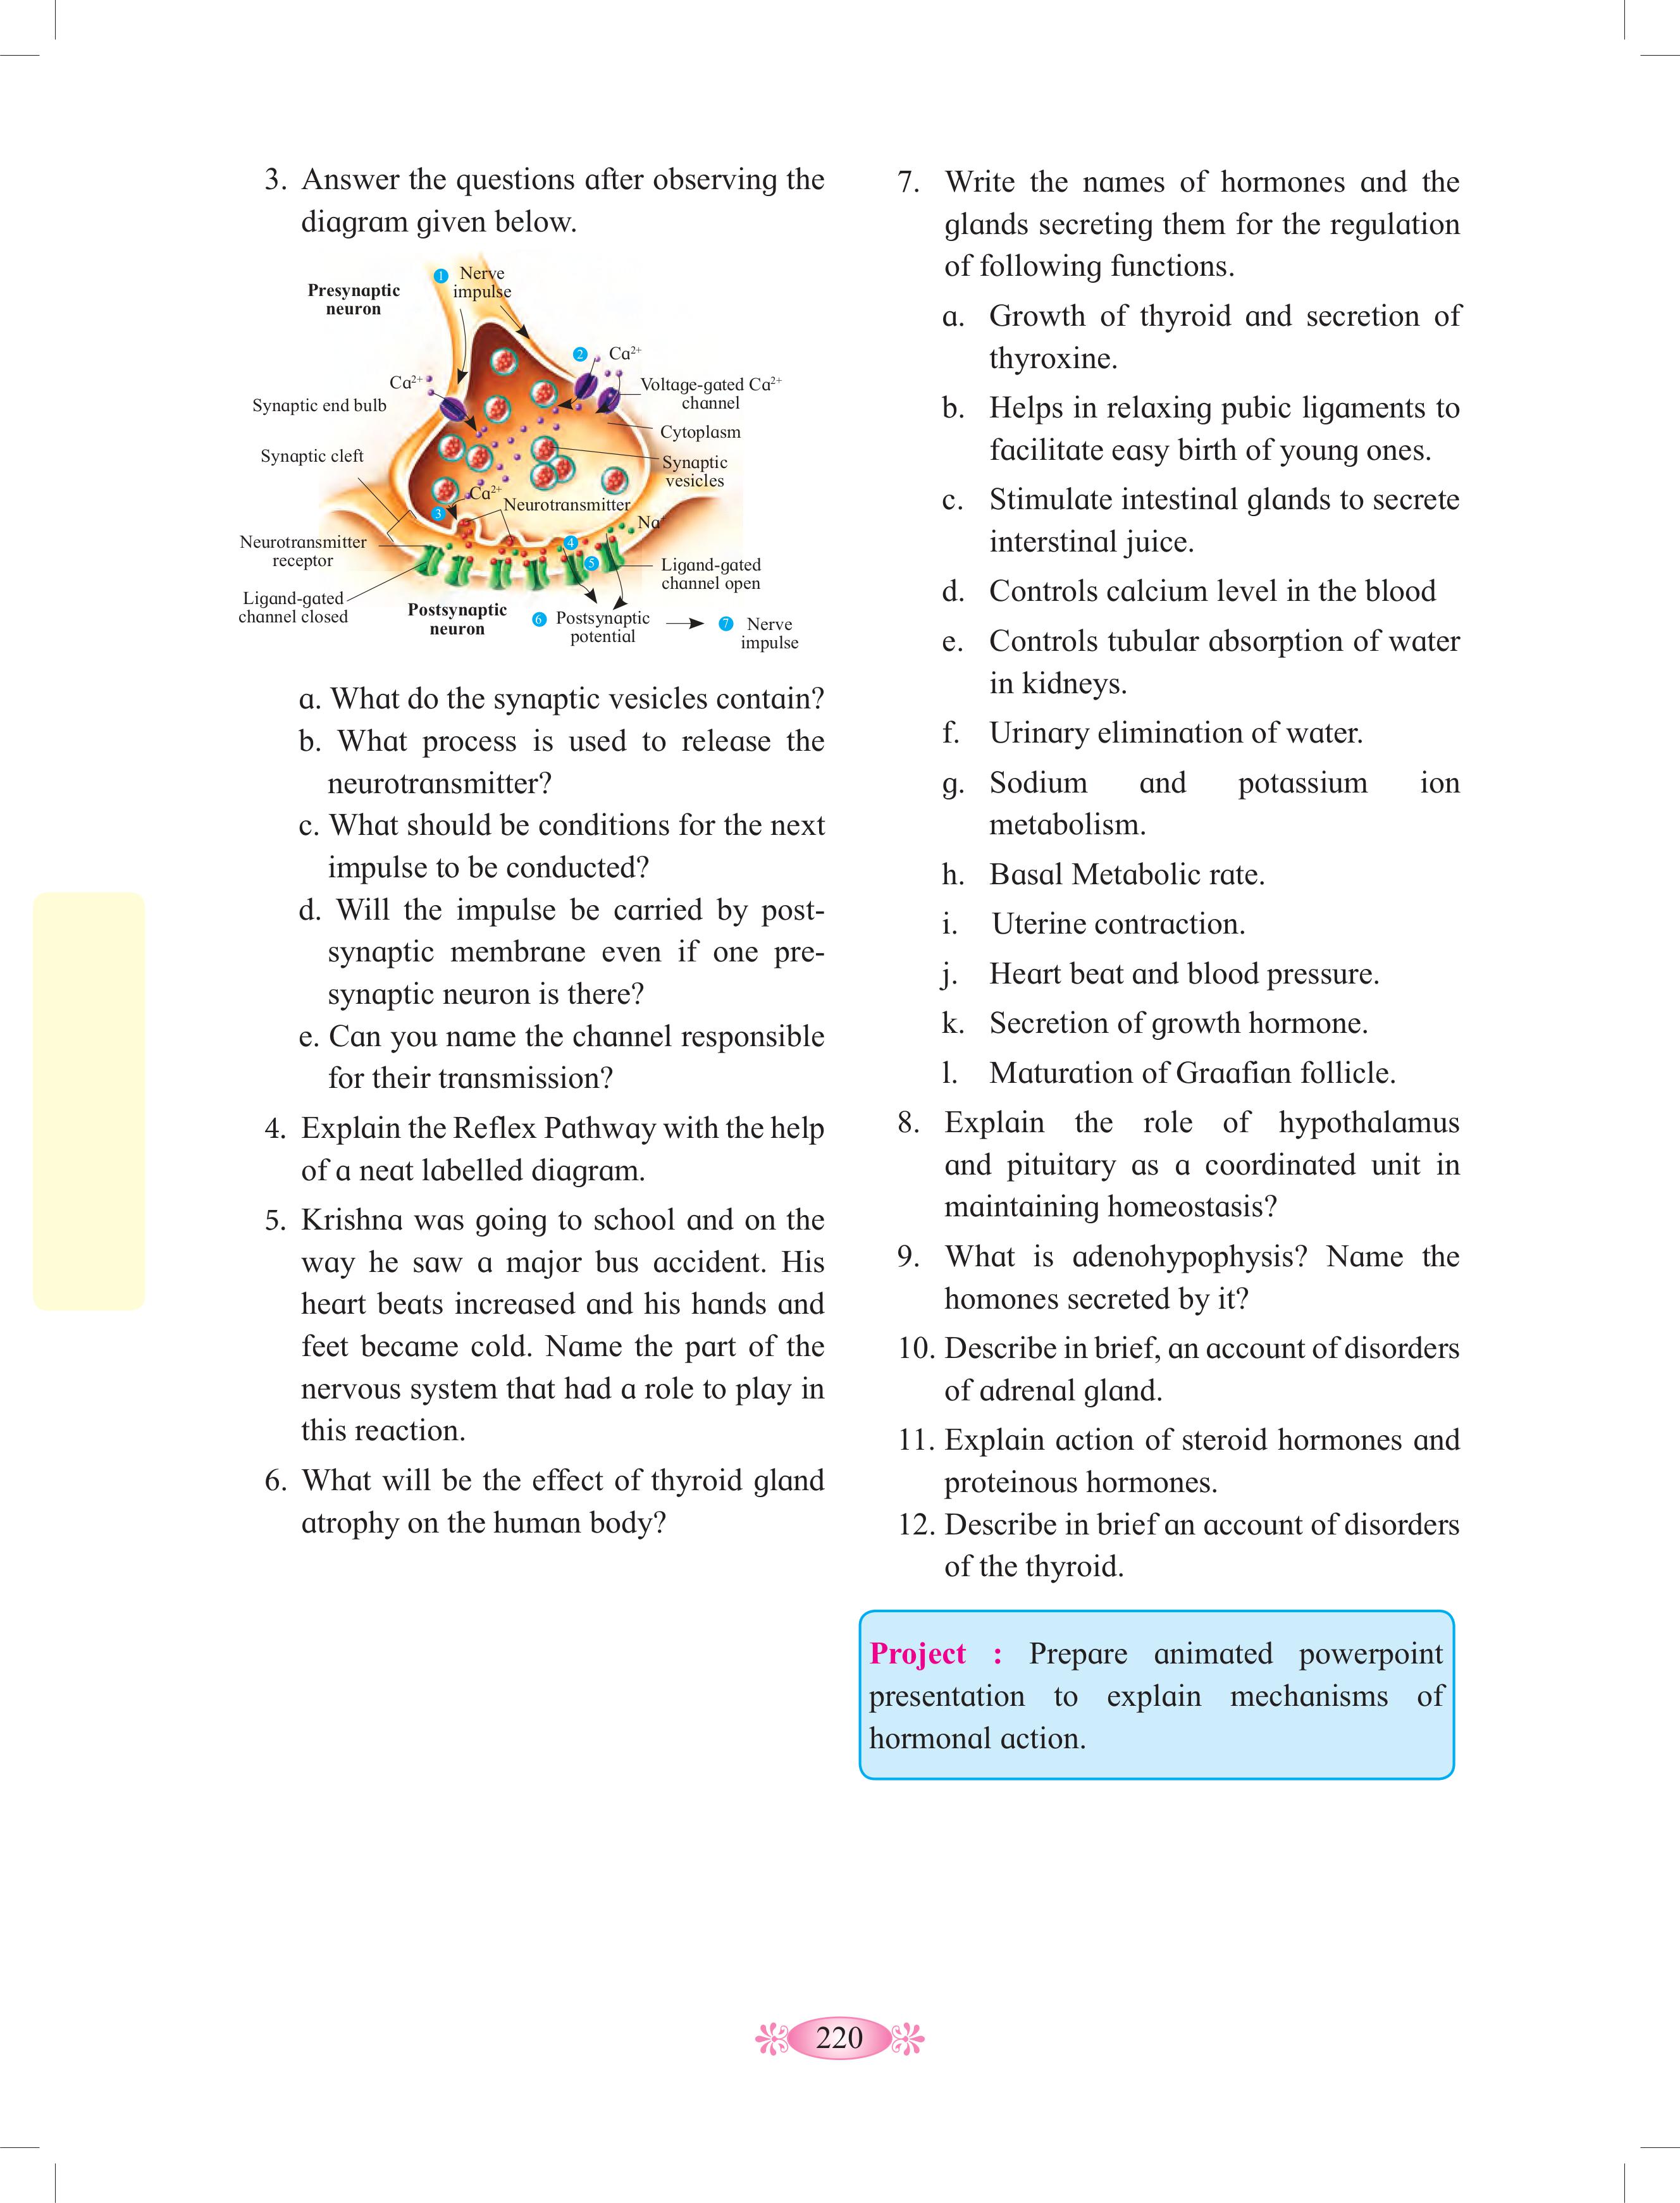 3. Answer the questions after observing the
diagram given below.
1 Nerve
impulse
Presynaptic
neuron
2 Ca2+
Ca2+
Voltage-gated Ca2+
channel
Synaptic end bulb
Cytoplasm
Synaptic cleft
Synaptic
vesicles
Ca2+
Neurotransmitter
3
Na+
Neurotransmitter
receptor
4
5
Ligand-gated
channel open
Ligand-gated
channel closed
Postsynaptic
neuron
6 Postsynaptic
potential
7 Nerve
impulse
a. What do the synaptic vesicles contain?
b. What process is used to release the
neurotransmitter?
c. What should be conditions for the next
impulse to be conducted?
d. Will the impulse be carried by post-
synaptic membrane even if one pre-
synaptic neuron is there?
e. Can you name the channel responsible
for their transmission?
4. Explain the Reflex Pathway with the help
of a neat labelled diagram.
5. Krishna was going to school and on the
way he saw a major bus accident. His
heart beats increased and his hands and
feet became cold. Name the part of the
nervous system that had a role to play in
this reaction.
6. What will be the effect of thyroid gland
atrophy on the human body?
7. Write the names of hormones and the
glands secreting them for the regulation
of following functions.
a. Growth of thyroid and secretion of
thyroxine.
b. Helps in relaxing pubic ligaments to
facilitate easy birth of young ones.
c. Stimulate intestinal glands to secrete
interstinal juice.
d. Controls calcium level in the blood
e. Controls tubular absorption of water
in kidneys.
f. Urinary elimination of water.
g. Sodium and potassium ion
metabolism.
h. Basal Metabolic rate.
i. Uterine contraction.
j. Heart beat and blood pressure.
k. Secretion of growth hormone.
l. Maturation of Graafian follicle.
8. Explain the role of hypothalamus
and pituitary as a coordinated unit in
maintaining homeostasis?
9. What is adenohypophysis? Name the
homones secreted by it?
10. Describe in brief, an account of disorders
of adrenal gland.
11. Explain action of steroid hormones and
proteinous hormones.
12. Describe in brief an account of disorders
of the thyroid.
Project : Prepare animated powerpoint
presentation to explain mechanisms of
hormonal action.
220